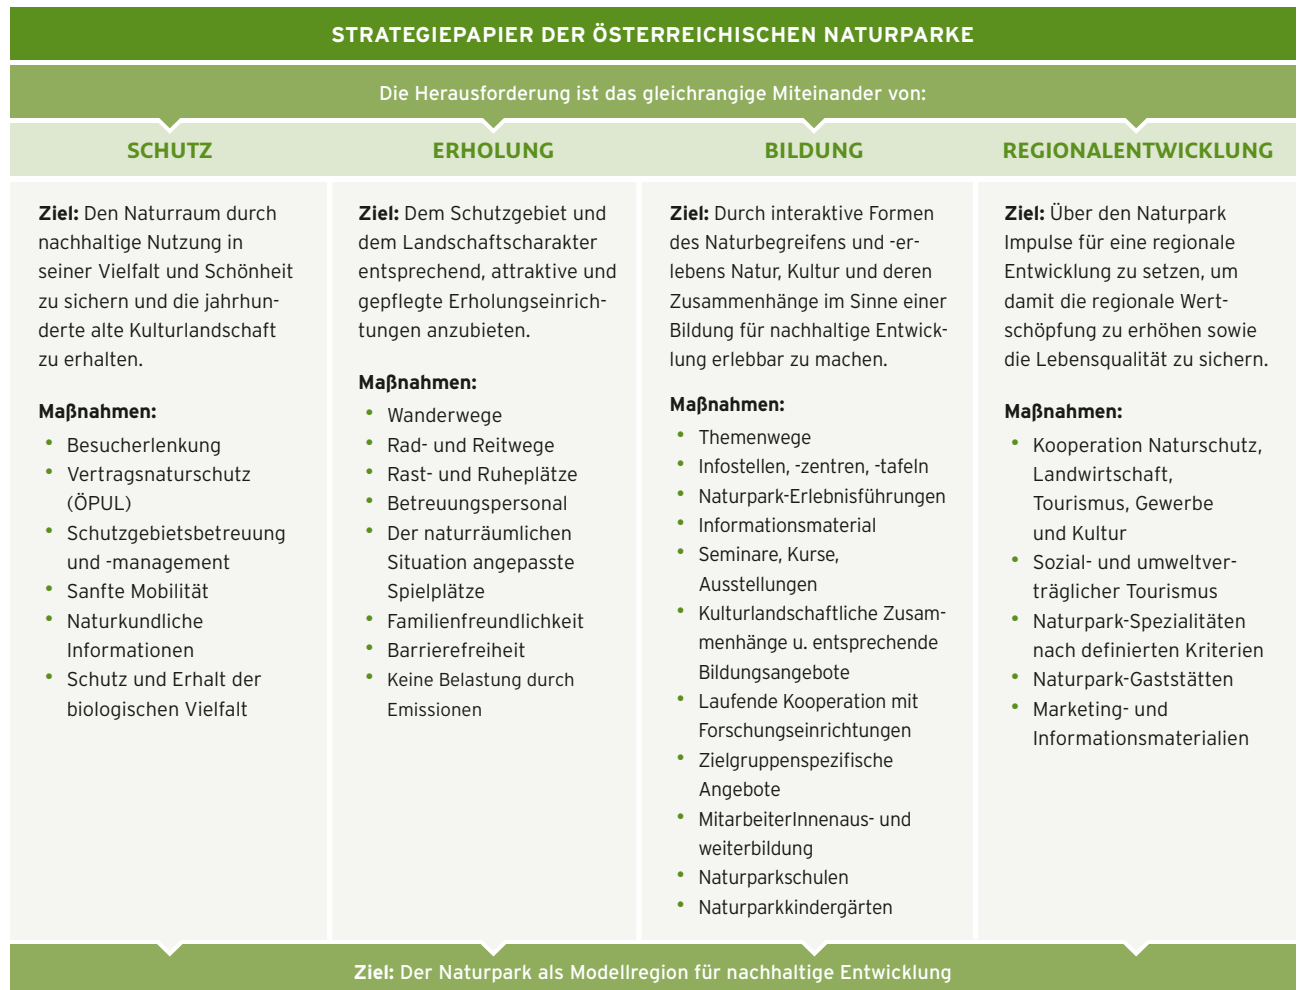 STRATEGIEPAPIER DER ÖSTERREICHISCHEN NATURPARKE
Die Herausforderung ist das gleichrangige Miteinander von:
SCHUTZ
Ziel: Den Naturraum durch
nachhaltige Nutzung in
seiner Vielfalt und Schönheit
zu sichern und die jahrhun-
derte alte Kulturlandschaft
zu erhalten.
Maßnahmen:
• Besucherlenkung
• Vertragsnaturschutz
(ÖPUL)
• Schutzgebietsbetreuung
und -management
• Sanfte Mobilität
• Naturkundliche
Informationen
• Schutz und Erhalt der
biologischen Vielfalt
ERHOLUNG
Ziel: Dem Schutzgebiet und
dem Landschaftscharakter
entsprechend, attraktive und
gepflegte Erholungseinrich-
tungen anzubieten.
Maßnahmen:
• Wanderwege
• Rad- und Reitwege
• Rast- und Ruheplätze
• Betreuungspersonal
• Der naturräumlichen
Situation angepasste
Spielplätze
• Familienfreundlichkeit
• Barrierefreiheit
• Keine Belastung durch
Emissionen
BILDUNG
Ziel: Durch interaktive Formen
des Naturbegreifens und -er-
lebens Natur, Kultur und deren
Zusammenhänge im Sinne einer
Bildung für nachhaltige Entwick-
lung erlebbar zu machen.
Maßnahmen:
• Themenwege
• Infostellen, -zentren, -tafeln
• Naturpark-Erlebnisführungen
• Informationsmaterial
• Seminare, Kurse,
Ausstellungen
• Kulturlandschaftliche Zusam-
menhänge u. entsprechende
Bildungsangebote
• Laufende Kooperation mit
Forschungseinrichtungen
• Zielgruppenspezifische
Angebote
• MitarbeiterInnenaus- und
weiterbildung
• Naturparkschulen
• Naturparkkindergärten
REGIONALENTWICKLUNG
Ziel: Über den Naturpark
Impulse für eine regionale
Entwicklung zu setzen, um
damit die regionale Wert-
schöpfung zu erhöhen sowie
die Lebensqualität zu sichern.
Maßnahmen:
• Kooperation Naturschutz,
Landwirtschaft,
Tourismus, Gewerbe
und Kultur
• Sozial- und umweltver-
träglicher Tourismus
• Naturpark-Spezialitäten
nach definierten Kriterien
• Naturpark-Gaststätten
• Marketing- und
Informationsmaterialien
Ziel: Der Naturpark als Modellregion für nachhaltige Entwicklung